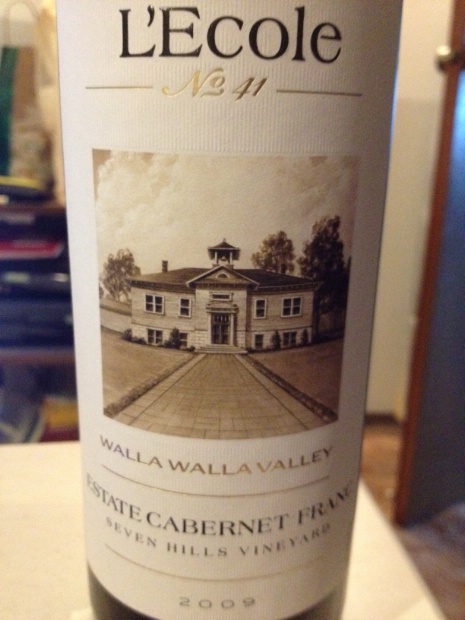 L'Ecole
No 41
WALLA WALLA VALLEY
ESTATE CABERNET FRANC
SEVEN HILLS VINEYARD
2009